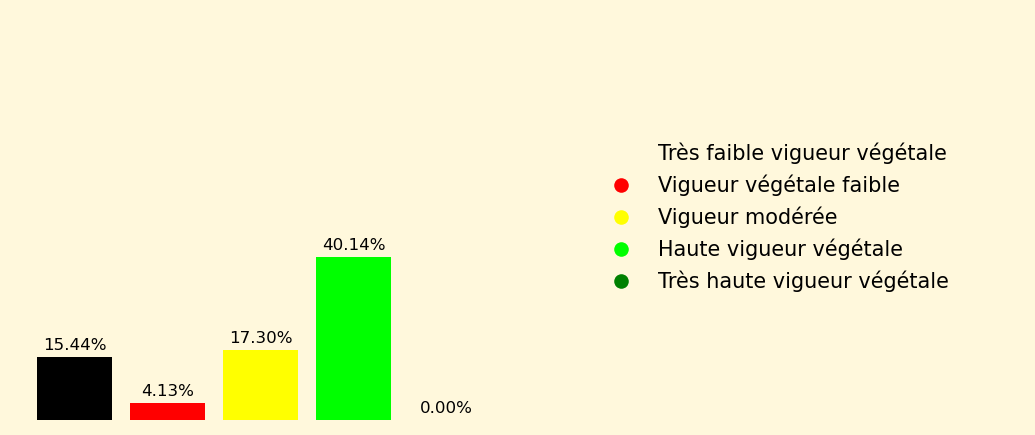 40.14%
17.30%
15.44%
4.13%
0.00%
Très faible vigueur végétale
Vigueur végétale faible
Vigueur modérée
Haute vigueur végétale
Très haute vigueur végétale